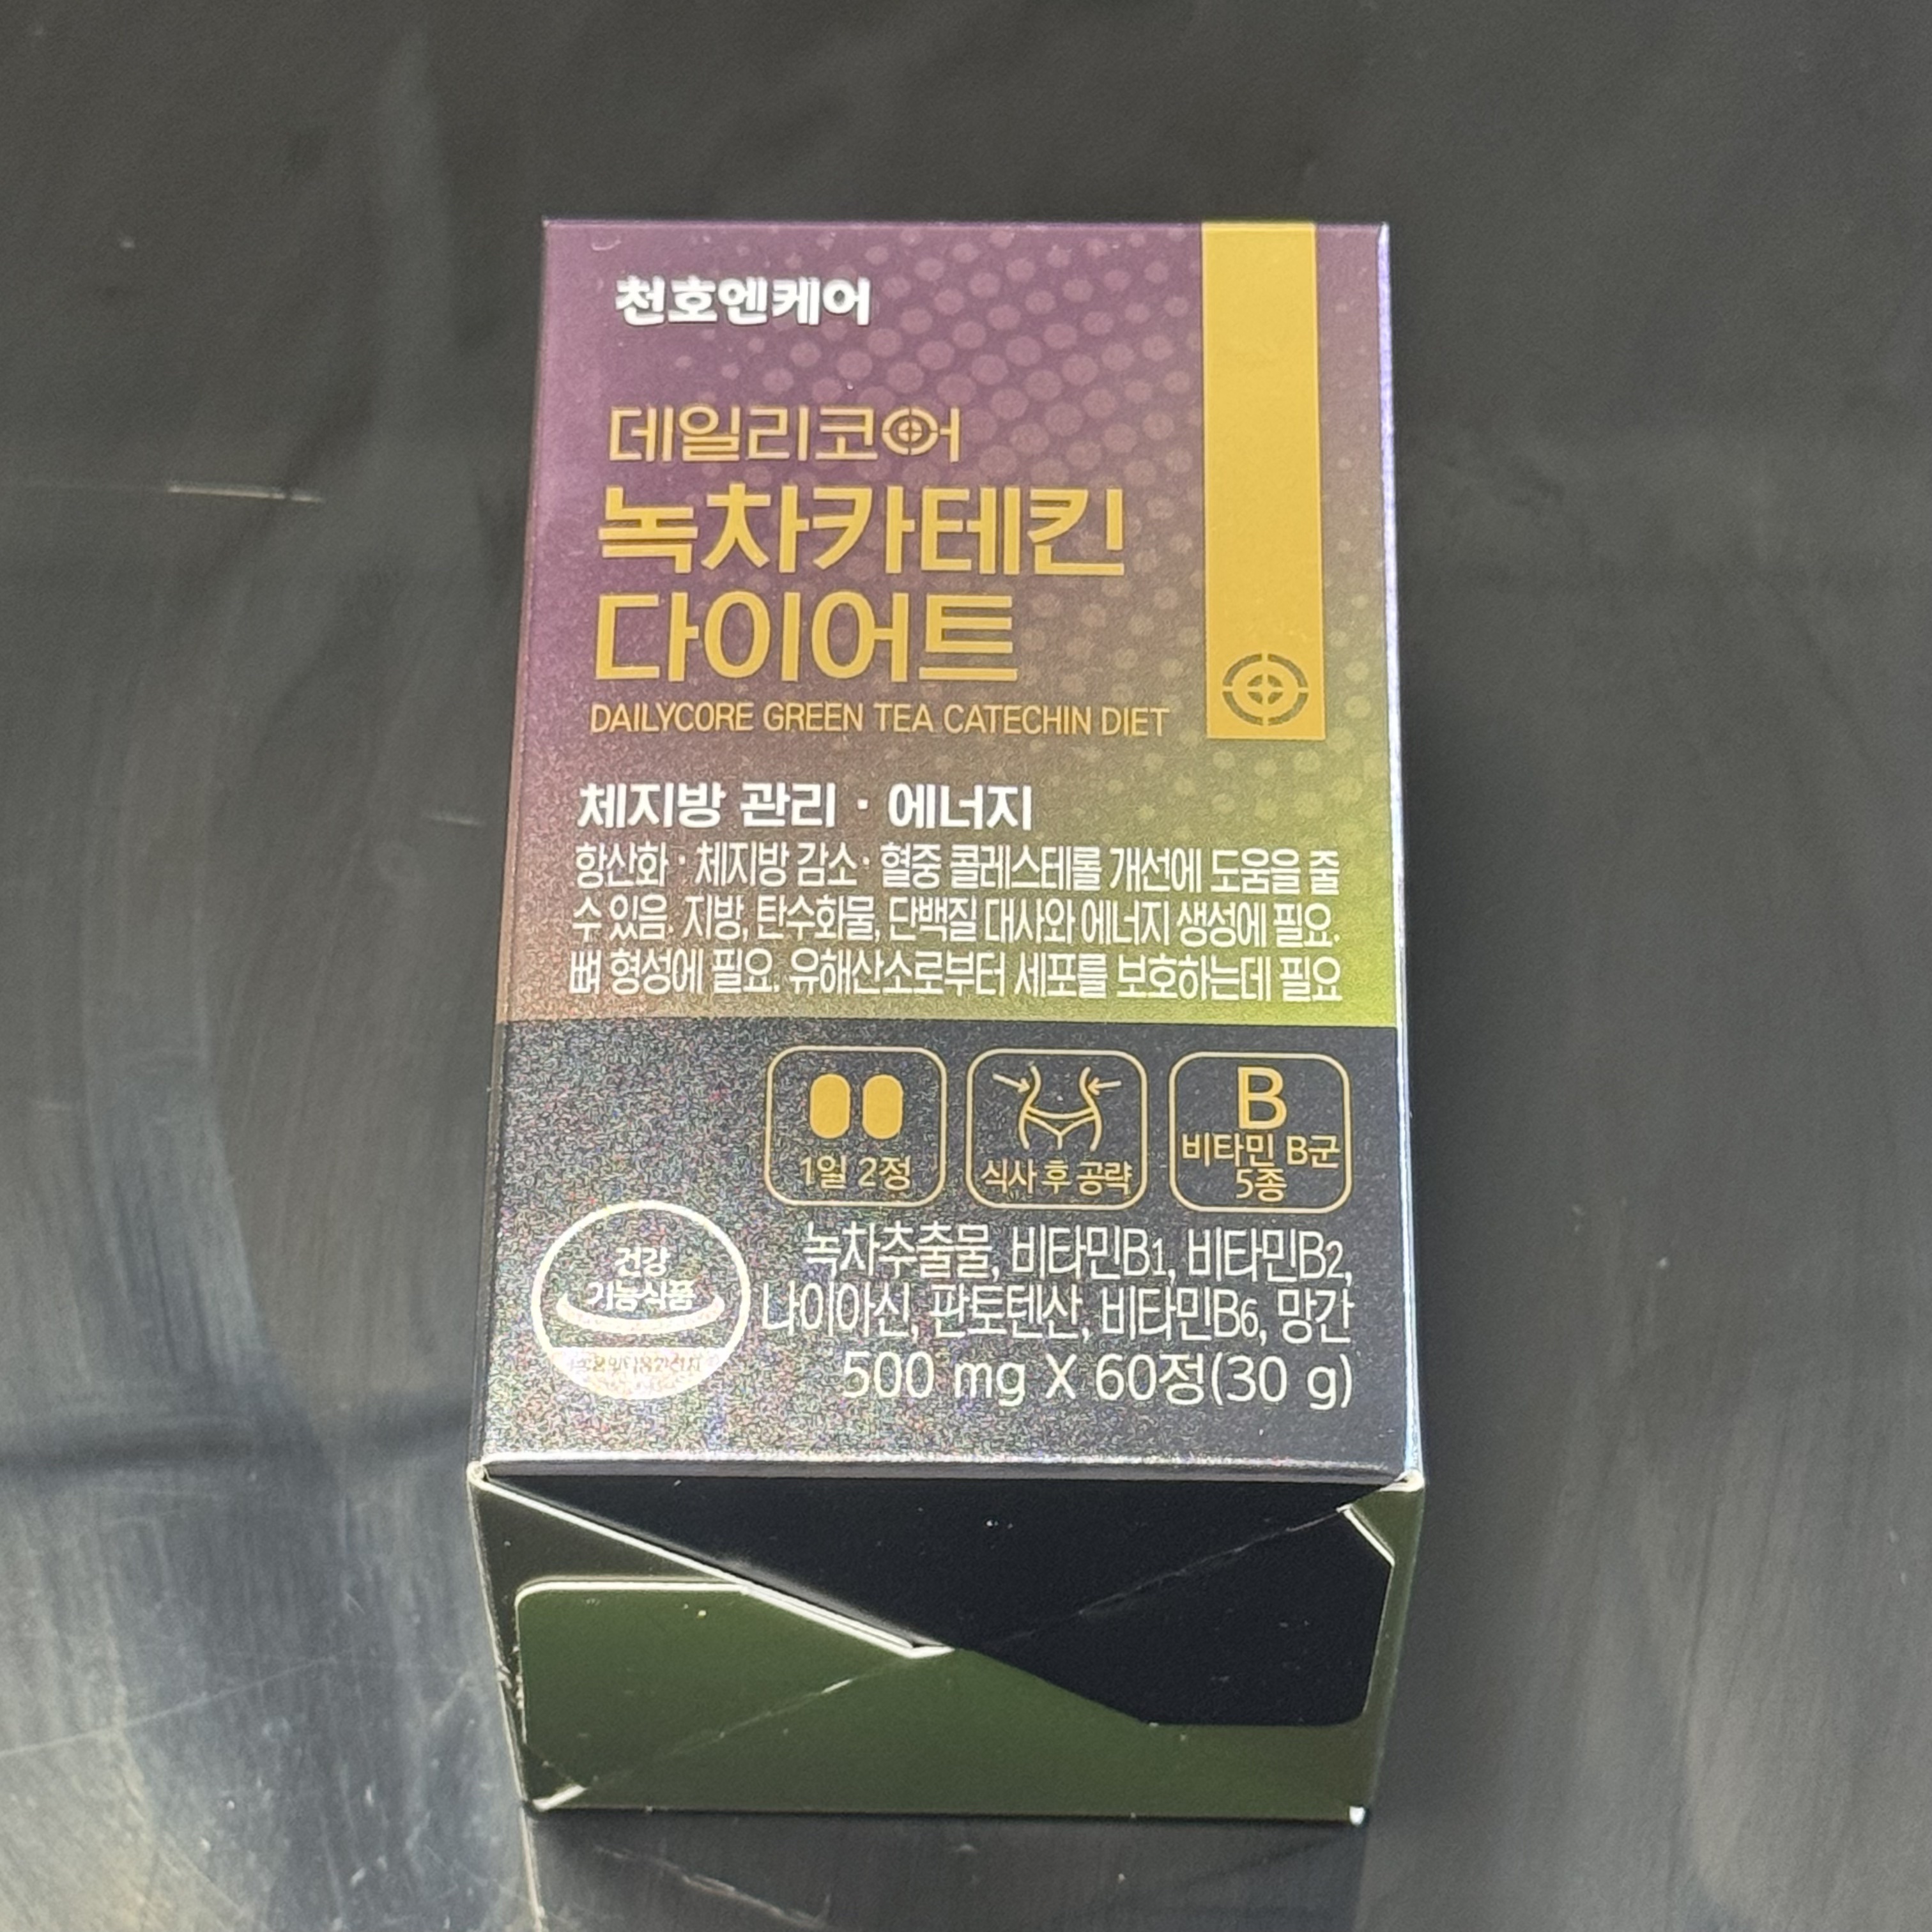 천호엔케어
데일리코어
녹차카테킨
다이어트
DAILYCORE GREEN TEA CATECHIN DIET
체지방 관리 · 에너지
항산화 · 체지방 감소 · 혈중 콜레스테롤 개선에 도움을 줄
수 있음. 지방, 탄수화물, 단백질 대사와 에너지 생성에 필요.
뼈 형성에 필요. 유해산소로부터 세포를 보호하는데 필요
1일 2정
식사 후 공략
B
비타민 B군
5종
건강
기능식품
녹차추출물, 비타민B1, 비타민B2,
나이아신, 판토텐산, 비타민B6, 망간
500 mg X 60정(30 g)